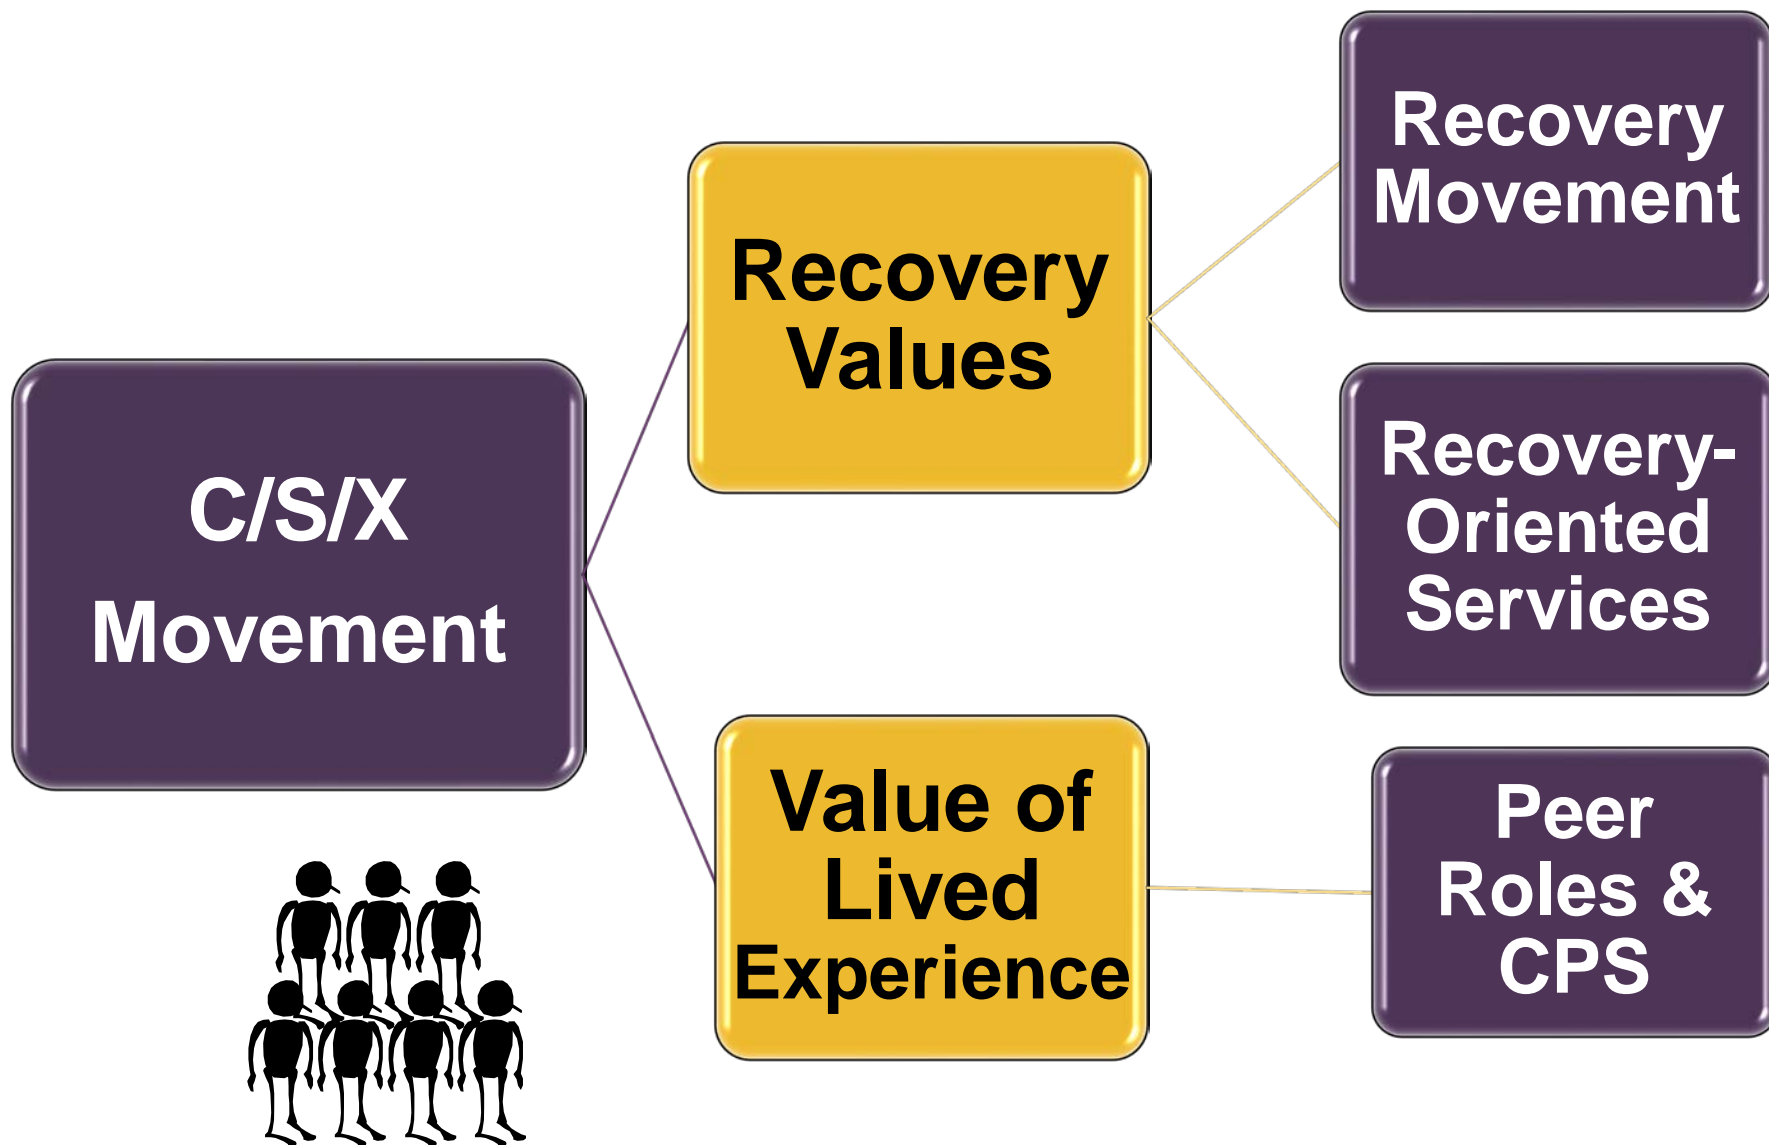 C/S/X
Movement
Recovery
Values
Value of
Lived
Experience
Recovery
Movement
Recovery-
Oriented
Services
Peer
Roles &
CPS